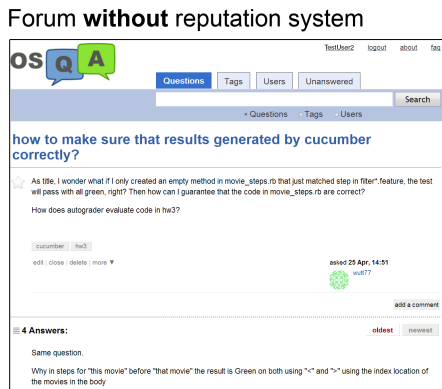 Forum without reputation system
OS Q A
TestUser2 logout about faq
Questions Tags Users Unanswered
Search
Questions Tags Users
how to make sure that results generated by cucumber
correctly?
As title, I wonder what if I only created an empty method in movie_steps.rb that just matched step in filter*.feature, the test
will pass with all green, right? Then how can I guarantee that the code in movie_steps.rb are correct?
How does autograder evaluate code in hw3?
cucumber hw3
edit | close | delete | more ▼
asked 25 Apr, 14:51
wutt77
add a comment
4 Answers:
oldest newest
Same question.
Why in steps for "this movie" before "that movie" the result is Green on both using "<" and ">" using the index location of
the movies in the body